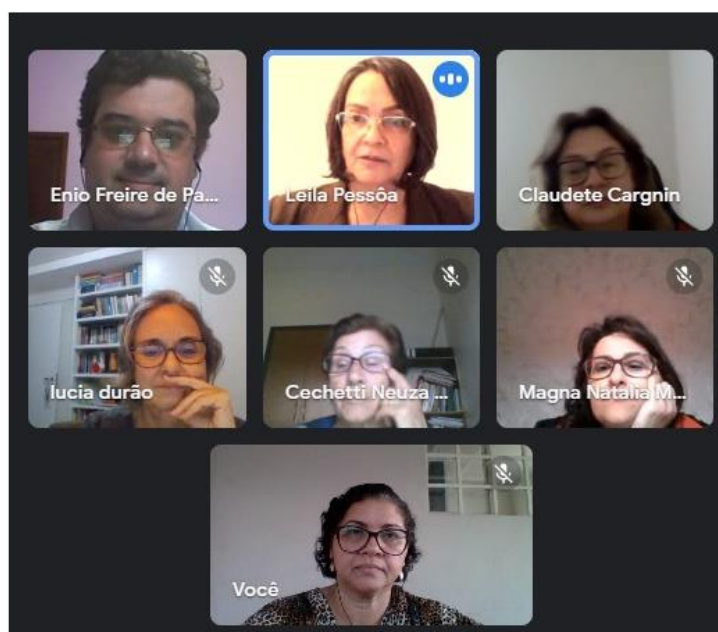 Enio Freire de Pa...
Leila Pessôa
Claudete Cargnin
lucia durão
Cechetti Neuza ...
Magna Natalia M...
Você